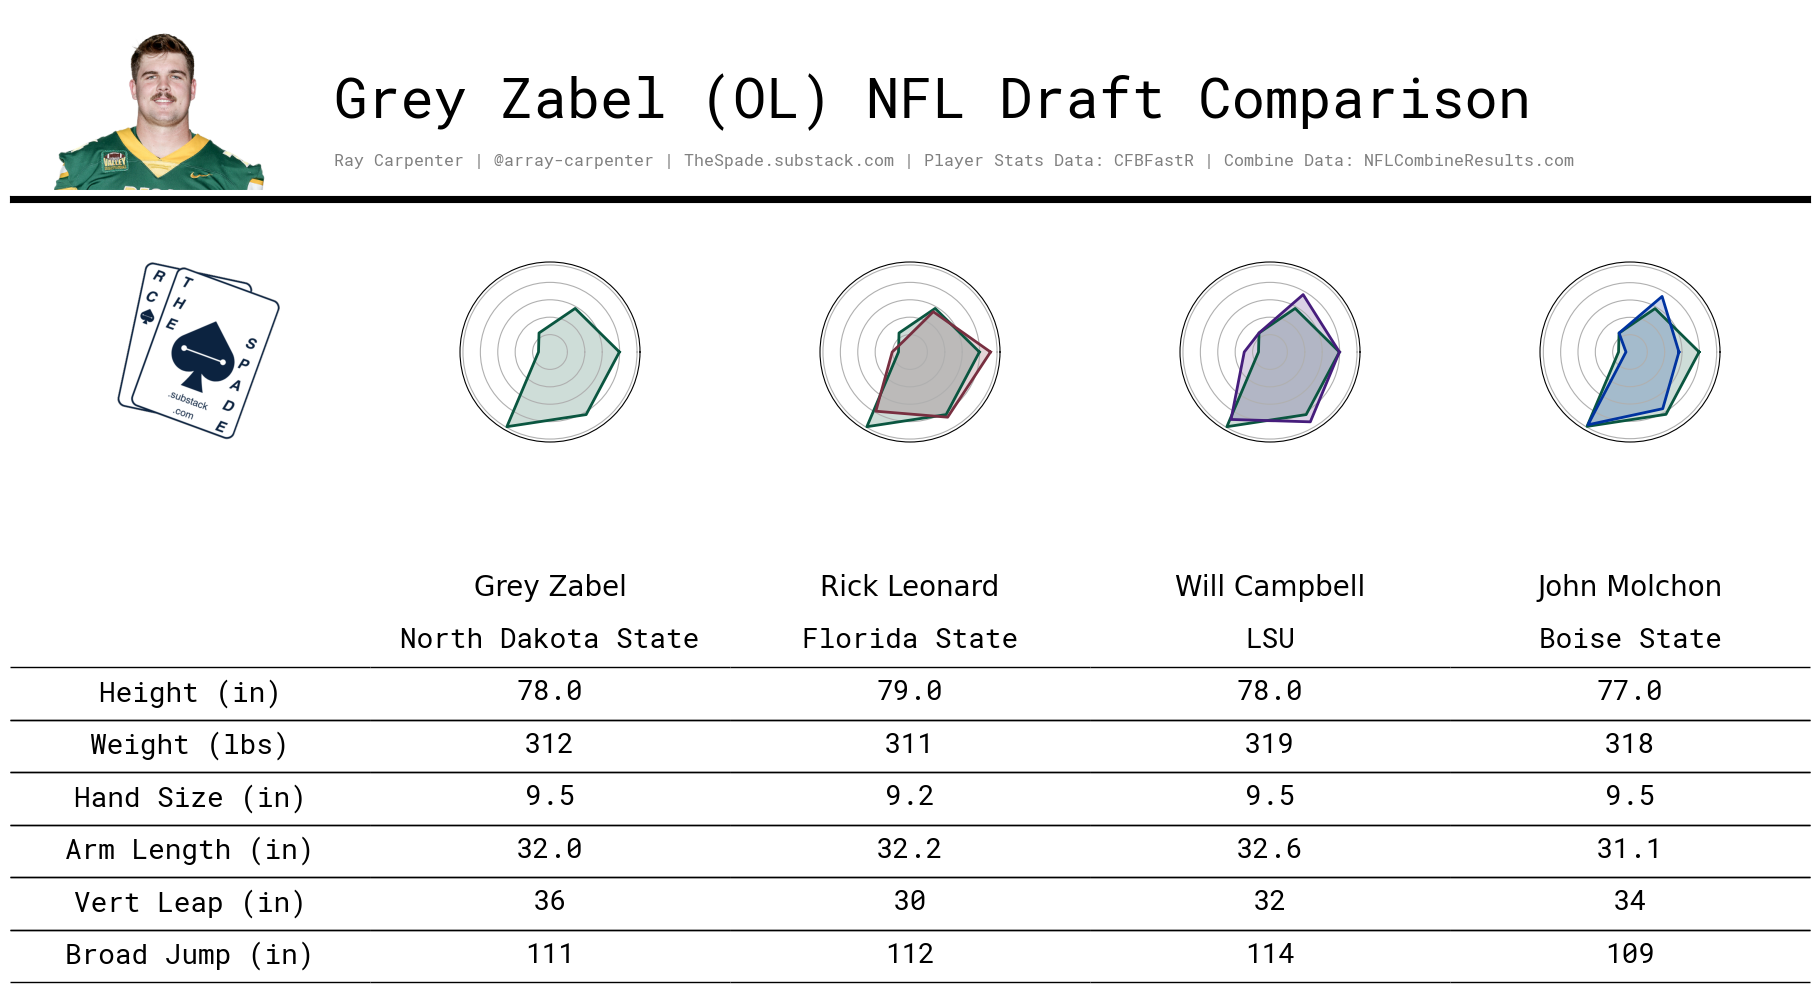 Grey Zabel (OL) NFL Draft Comparison
Ray Carpenter | @array-carpenter | TheSpade.substack.com | Player Stats Data: CFBFastR | Combine Data: NFLCombineResults.com
R
C
T
H
E
S
P
A
D
E
.substack
.com
Grey Zabel Rick Leonard Will Campbell John Molchon
North Dakota State Florida State LSU Boise State
Height (in) 78.0 79.0 78.0 77.0
Weight (lbs) 312 311 319 318
Hand Size (in) 9.5 9.2 9.5 9.5
Arm Length (in) 32.0 32.2 32.6 31.1
Vert Leap (in) 36 30 32 34
Broad Jump (in) 111 112 114 109